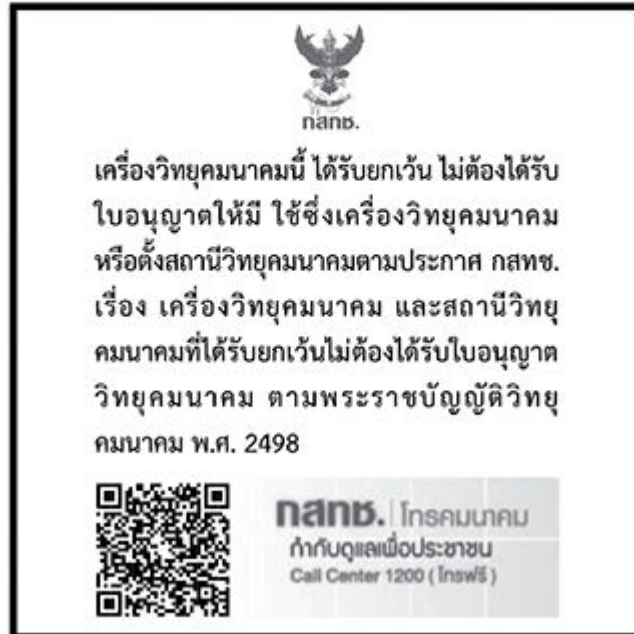 กสทช.
เครื่องวิทยุคมนาคมนี้ ได้รับยกเว้น ไม่ต้องได้รับ
ใบอนุญาตให้มี ใช้ซึ่งเครื่องวิทยุคมนาคม
หรือตั้งสถานีวิทยุคมนาคมตามประกาศ กสทช.
เรื่อง เครื่องวิทยุคมนาคม และสถานีวิทยุ
คมนาคมที่ได้รับยกเว้นไม่ต้องได้รับใบอนุญาต
วิทยุคมนาคม ตามพระราชบัญญัติวิทยุ
คมนาคม พ.ศ. 2498
กสทช. | โทรคมนาคม
กำกับดูแลเพื่อประชาชน
Call Center 1200 ( โทรฟรี )